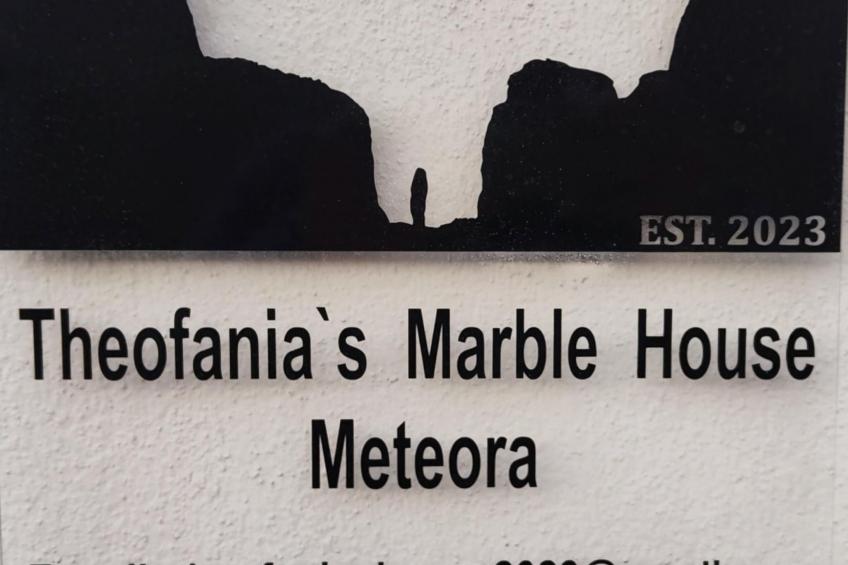 EST. 2023
Theofania`s Marble House
Meteora